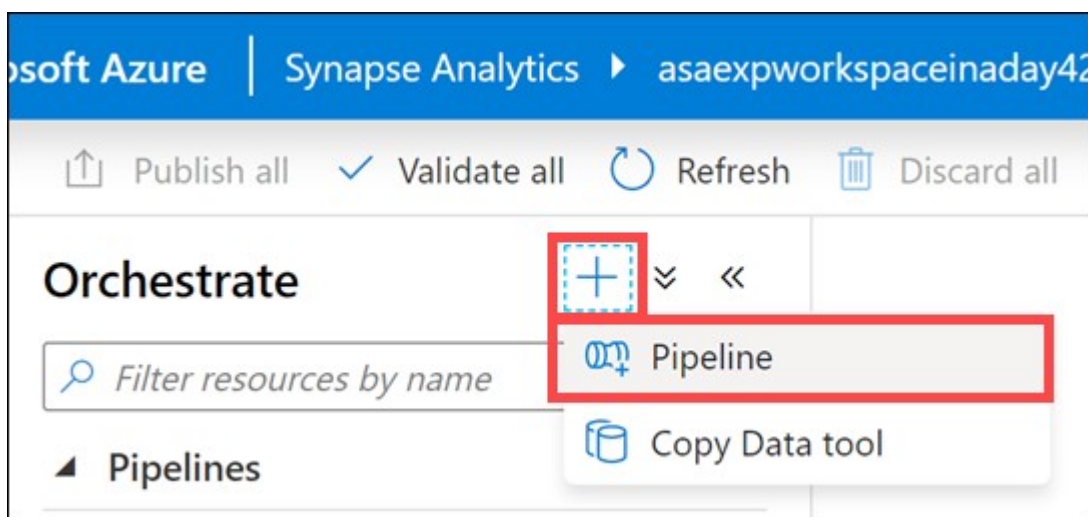 osoft Azure | Synapse Analytics ▸ asaexpworkspaceinaday42
Publish all Validate all Refresh Discard all
Orchestrate
Pipeline
Filter resources by name
Copy Data tool
Pipelines